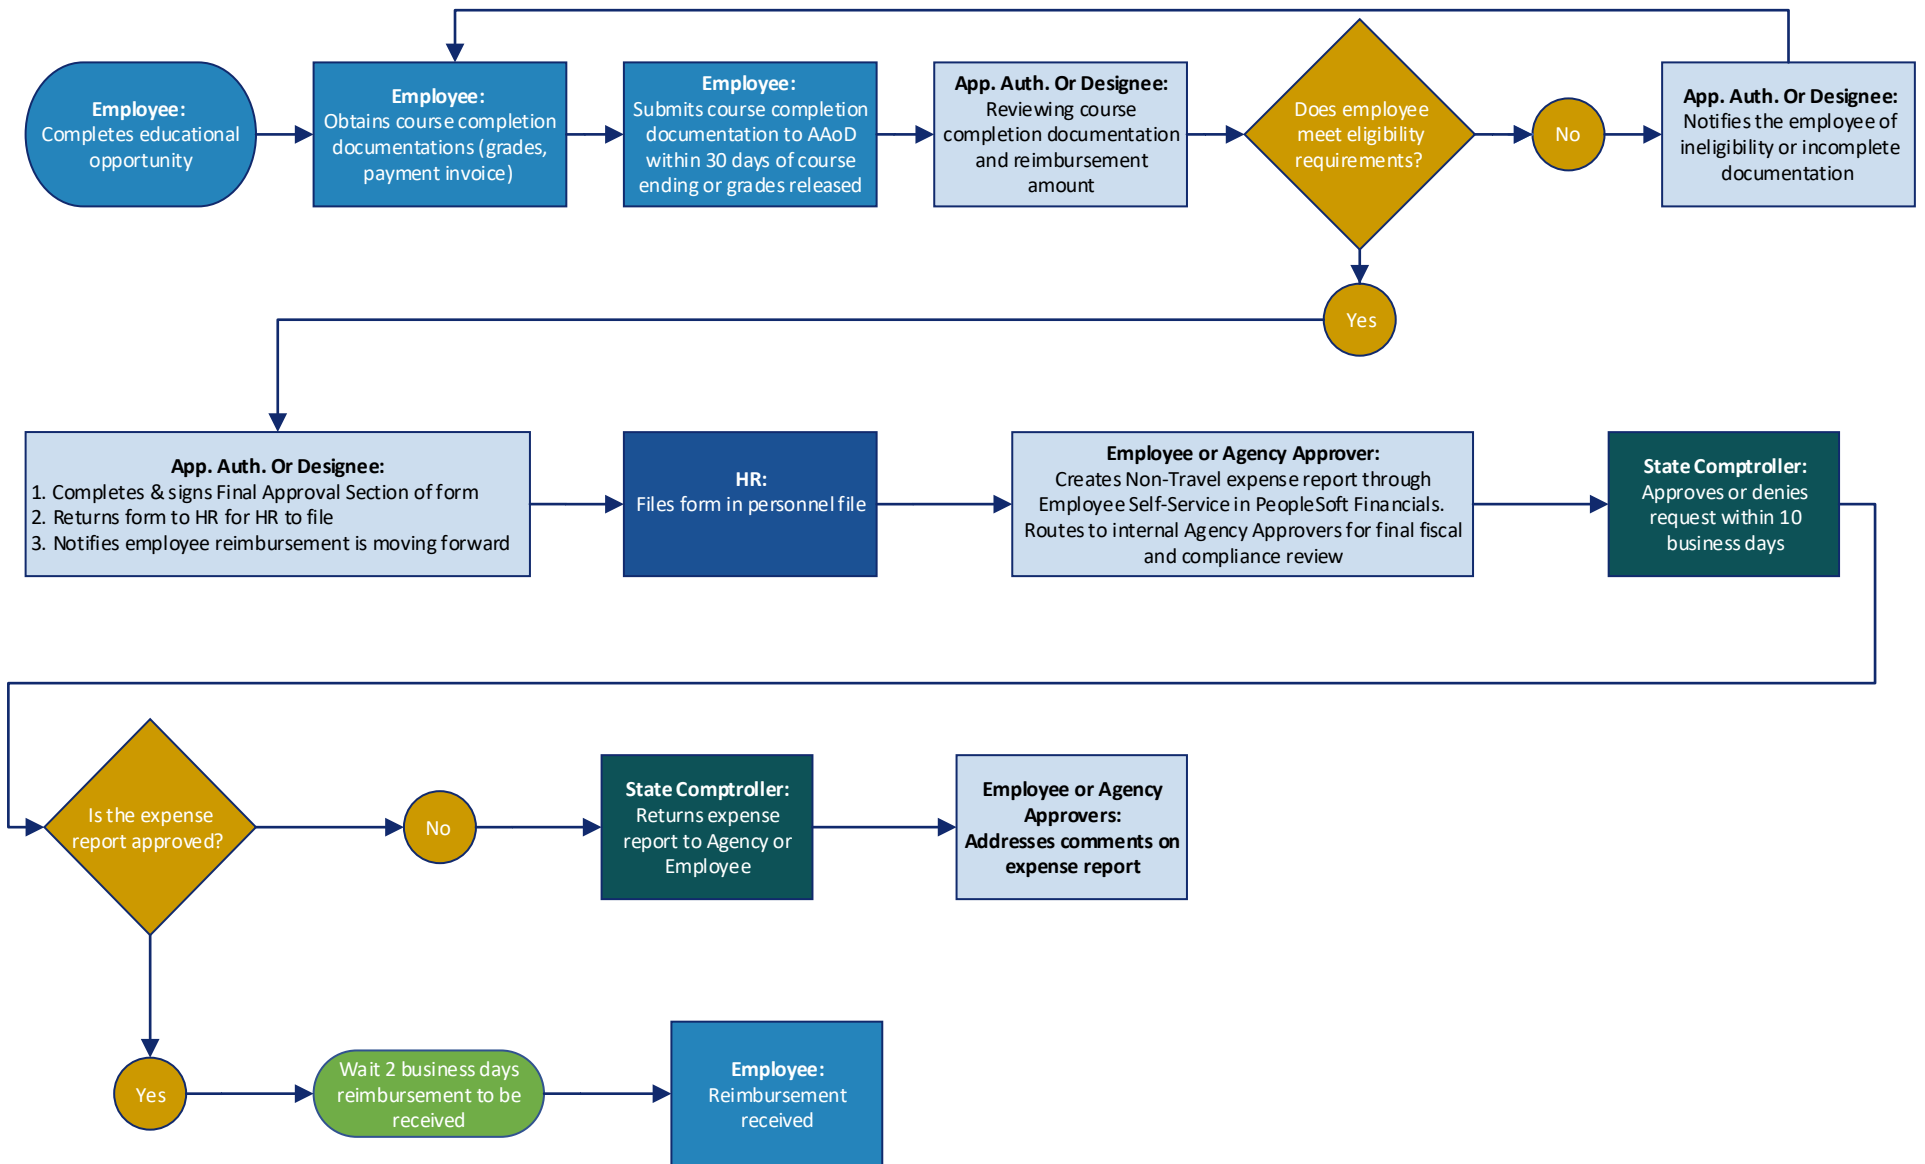 Employee:
Completes educational
opportunity
Employee:
Obtains course completion
documentations (grades,
payment invoice)
Employee:
Submits course completion
documentation to AAoD
within 30 days of course
ending or grades released
App. Auth. Or Designee:
Reviewing course
completion documentation
and reimbursement
amount
Does employee
meet eligibility
requirements?
No
App. Auth. Or Designee:
Notifies the employee of
ineligibility or incomplete
documentation
Yes
App. Auth. Or Designee:
1. Completes & signs Final Approval Section of form
2. Returns form to HR for HR to file
3. Notifies employee reimbursement is moving forward
HR:
Files form in personnel file
Employee or Agency Approver:
Creates Non-Travel expense report through
Employee Self-Service in PeopleSoft Financials.
Routes to internal Agency Approvers for final fiscal
and compliance review
State Comptroller:
Approves or denies
request within 10
business days
Is the expense
report approved?
No
State Comptroller:
Returns expense
report to Agency or
Employee
Employee or Agency
Approvers:
Addresses comments on
expense report
Yes
Wait 2 business days
reimbursement to be
received
Employee:
Reimbursement
received